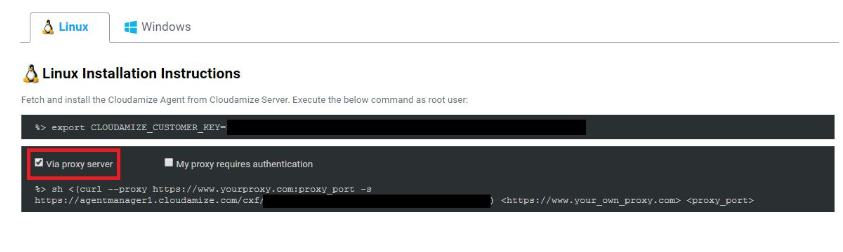 Linux
Windows
Linux Installation Instructions
Fetch and install the Cloudamize Agent from Cloudamize Server. Execute the below command as root user:
%> export CLOUDAMIZE_CUSTOMER_KEY=
Via proxy server
My proxy requires authentication
%> sh <(curl --proxy https://www.yourproxy.com:proxy_port -s
https://agentmanager1.cloudamize.com/cxf/ ) <https://www.your_own_proxy.com> <proxy_port>